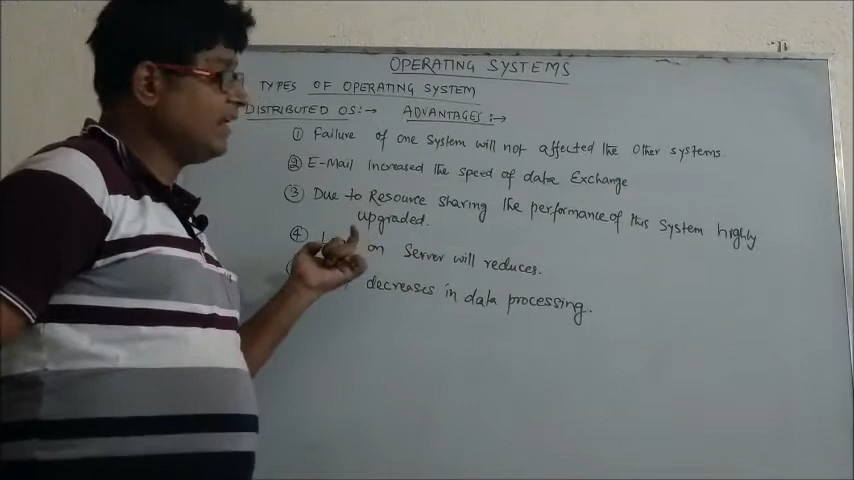 OPERATING SYSTEMS
TYPES OF OPERATING SYSTEM
DISTRIBUTED OS:→ ADVANTAGES:→
① Failure of one system will not affected the other systems
② E-Mail increased the speed of data Exchange
③ Due to Resource sharing the performance of this system highly
upgraded.
④ on Server will reduces.
decreases in data processing.